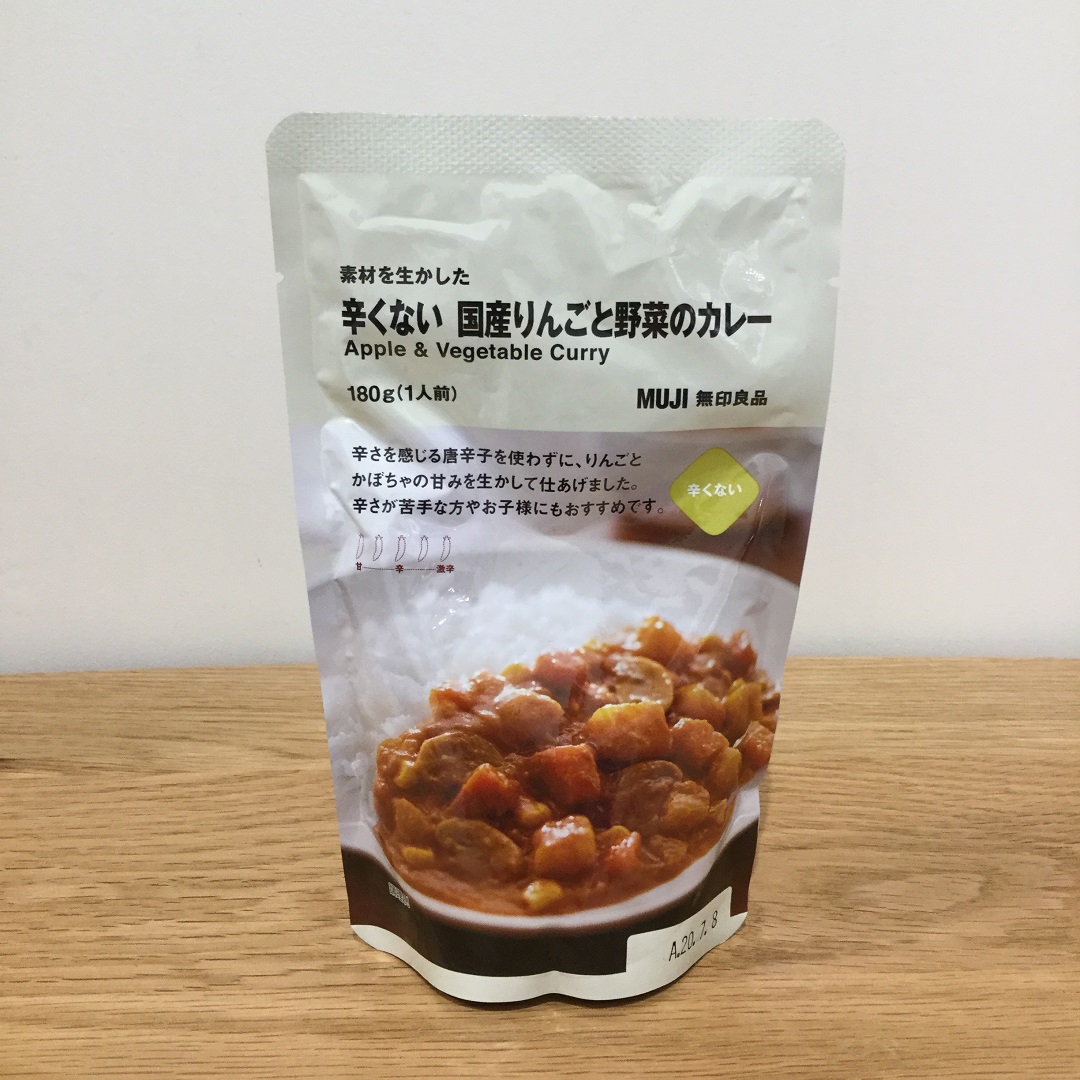 素材を生かした
辛くない 国産りんごと野菜のカレー
Apple & Vegetable Curry
180g(1人前)
MUJI 無印良品
辛さを感じる唐辛子を使わずに、りんごと
かぼちゃの甘みを生かして仕あげました。
辛さが苦手な方やお子様にもおすすめです。
辛くない
甘 辛 激辛
A.20.7.8